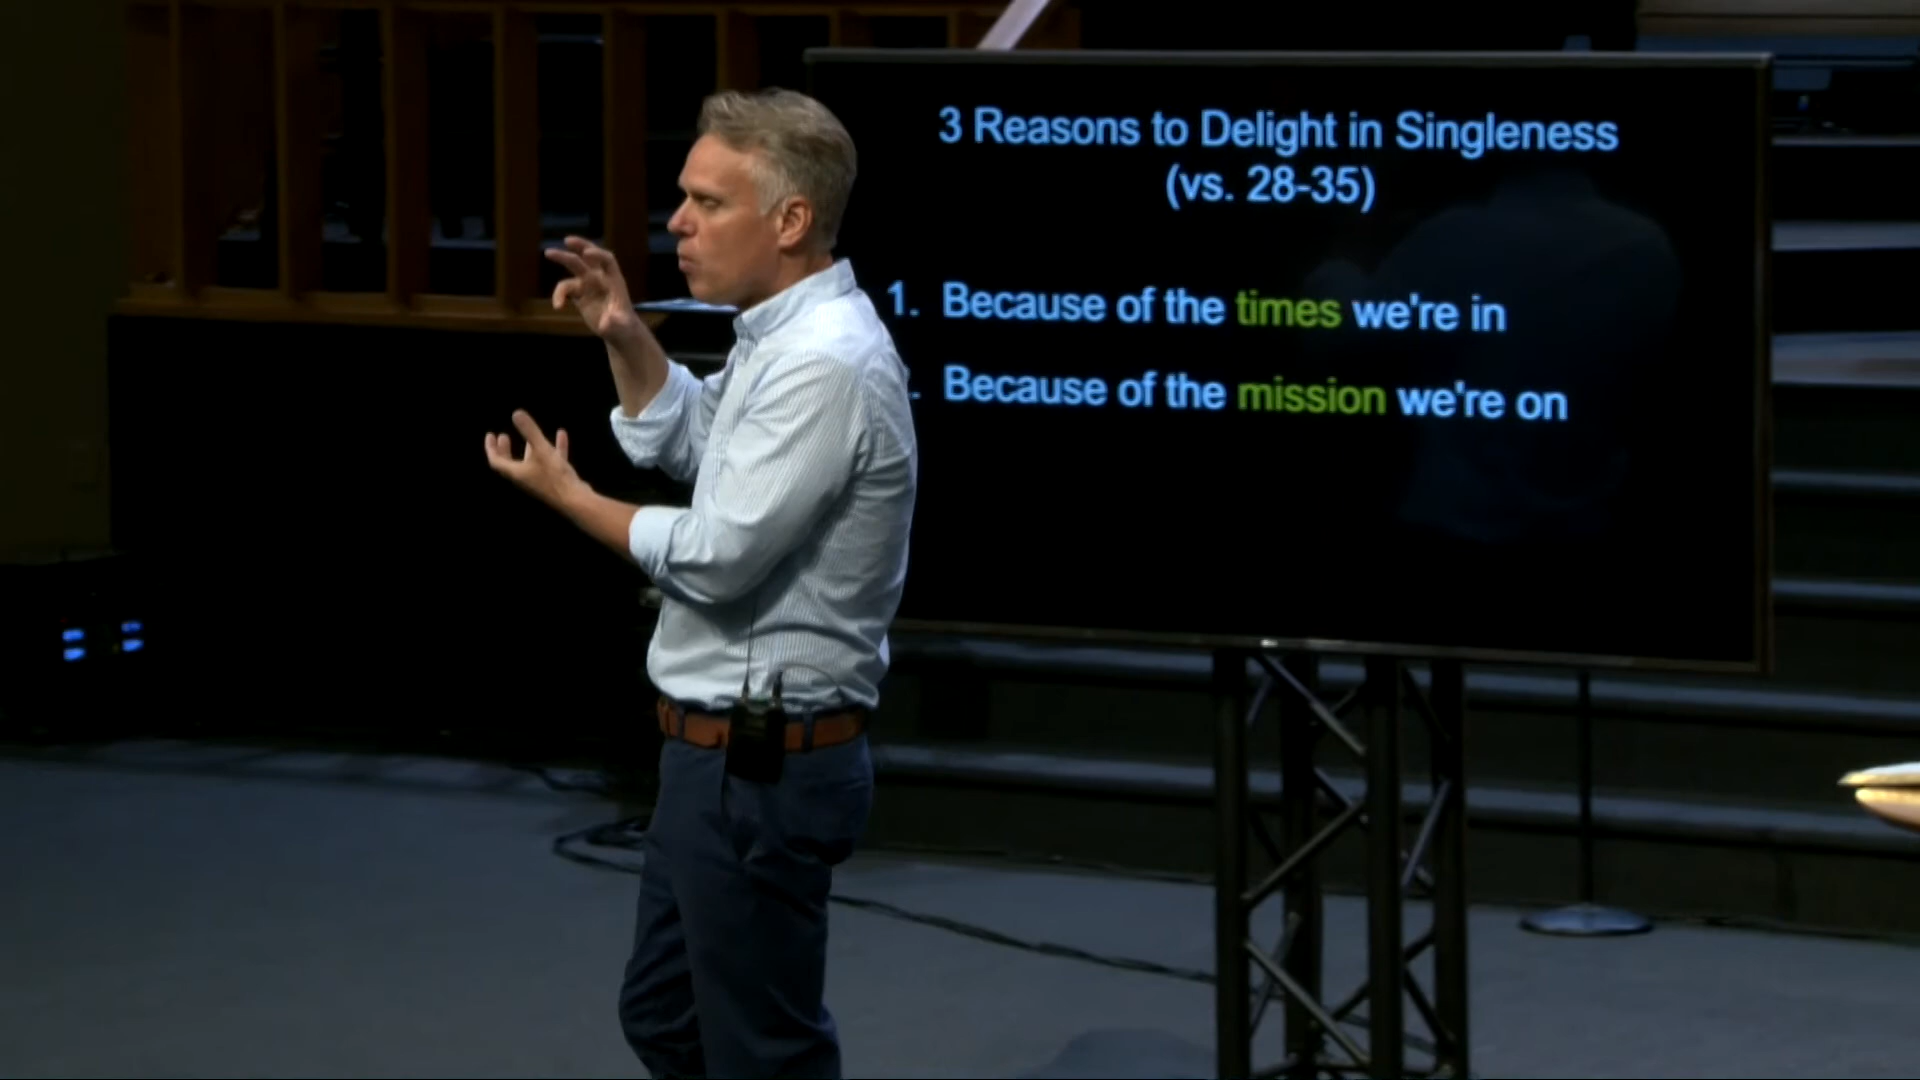 3 Reasons to Delight in Singleness
(vs. 28-35)
1. Because of the times we're in
. Because of the mission we're on